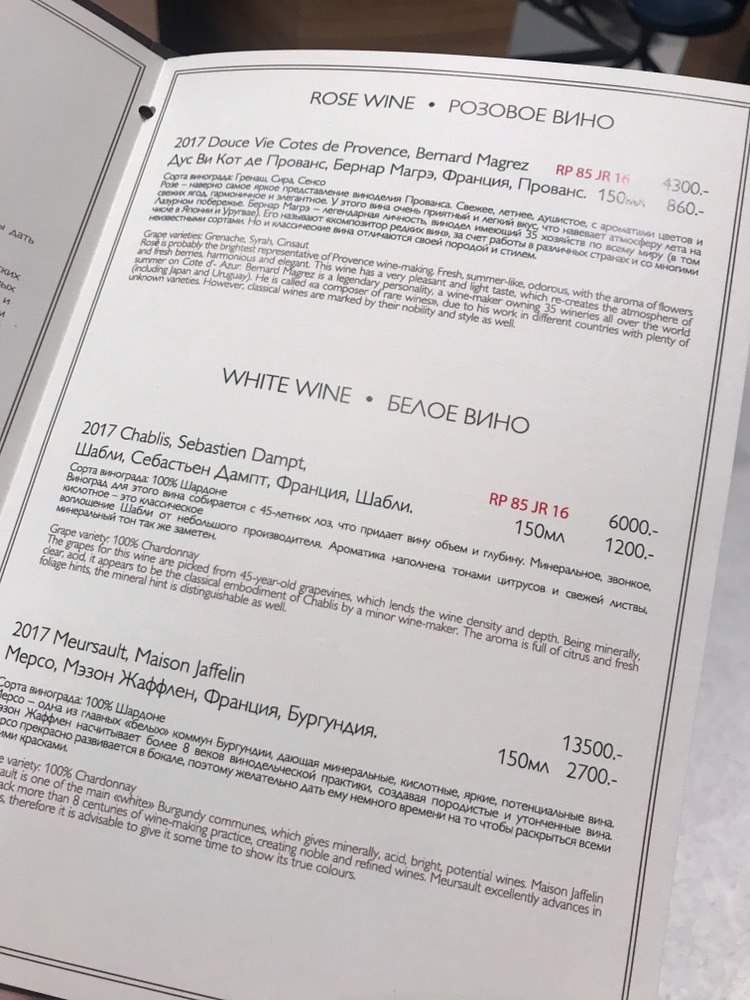 ы дать
ских
вых
и
ROSE WINE • РОЗОВОЕ ВИНО
2017 Douce Vie Cotes de Provence, Bernard Magrez RP 85 JR 16 4300.-
Дус Ви Кот де Прованс, Бернар Магрэ, Франция, Прованс. 150мл 860.-
Сорта винограда: Гренаш, Сира, Сенсо
Розе – наверно самое яркое представление виноделия Прованса. Свежее, летнее, душистое, с ароматами цветов и
свежих ягод, гармоничное и элегантное. У этого вина очень приятный и легкий вкус, что навевает атмосферу лета на
Лазурном побережье. Бернар Магрэ – легендарная личность, винодел имеющий 35 хозяйств по всему миру (в том
числе в Японии и Уругвае). Его называют «композитор редких вин», за счет работы в различных странах и со многими
неизвестными сортами. Но и классические вина отличаются своей породой и стилем.
Grape varieties: Grenache, Syrah, Cinsaut
Rosé is probably the brightest representative of Provence wine-making. Fresh, summer-like, odorous, with the aroma of flowers
and fresh berries, harmonious and elegant. This wine has a very pleasant and light taste, which re-creates the atmosphere of
summer on Cote d'- Azur. Bernard Magrez is a legendary personality, a wine-maker owning 35 wineries all over the world
(including Japan and Uruguay). He is called «a composer of rare wines», due to his work in different countries with plenty of
unknown varieties. However, classical wines are marked by their nobility and style as well.
WHITE WINE • БЕЛОЕ ВИНО
2017 Chablis, Sebastien Dampt,
Шабли, Себастьен Дампт, Франция, Шабли. RP 85 JR 16 6000.-
150мл 1200.-
Сорта винограда: 100% Шардоне
Виноград для этого вина собирается с 45-летних лоз, что придает вину объем и глубину. Минеральное, звонкое,
кислотное – это классическое
воплощение Шабли от небольшого производителя. Ароматика наполнена тонами цитрусов и свежей листвы,
минеральный тон так же заметен.
Grape variety: 100% Chardonnay
The grapes for this wine are picked from 45-year-old grapevines, which lends the wine density and depth. Being minerally,
clear, acid, it appears to be the classical embodiment of Chablis by a minor wine-maker. The aroma is full of citrus and fresh
foliage hints, the mineral hint is distinguishable as well.
2017 Meursault, Maison Jaffelin
Мерсо, Мэзон Жаффлен, Франция, Бургундия. 13500.-
150мл 2700.-
Сорта винограда: 100% Шардоне
Мерсо – одна из главных «белых» коммун Бургундии, дающая минеральные, кислотные, яркие, потенциальные вина.
эзон Жаффлен насчитывает более 8 веков винодельческой практики, создавая породистые и утонченные вина.
рсо прекрасно развивается в бокале, поэтому желательно дать ему немного времени на то чтобы раскрыться всеми
ими красками.
e variety: 100% Chardonnay
ault is one of the main «white» Burgundy communes, which gives minerally, acid, bright, potential wines. Maison Jaffelin
ack more than 8 centuries of wine-making practice, creating noble and refined wines. Meursault excellently advances in
s, therefore it is advisable to give it some time to show its true colours.